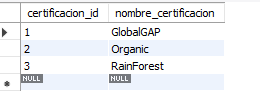 certificacion_id nombre_certificacion
1 GlobalGAP
2 Organic
3 RainForest
NULL NULL